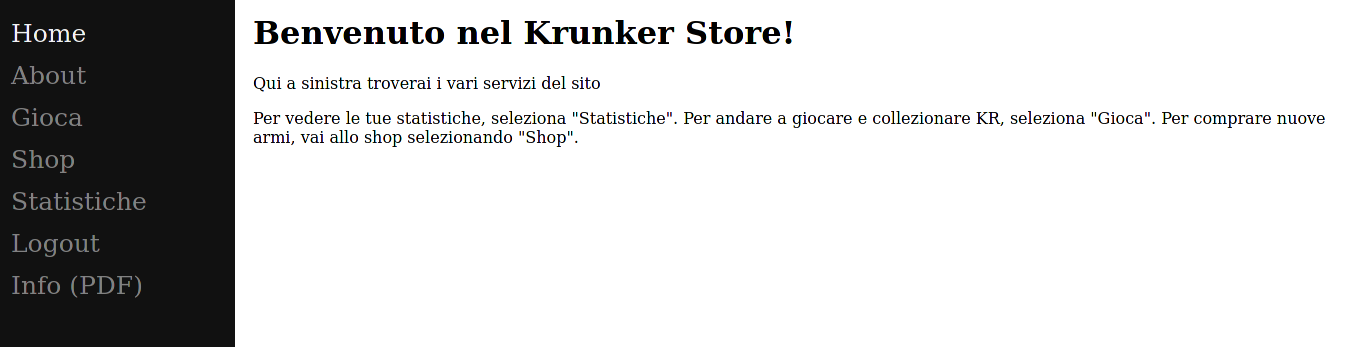 Home
About
Gioca
Shop
Statistiche
Logout
Info (PDF)
Benvenuto nel Krunker Store!
Qui a sinistra troverai i vari servizi del sito
Per vedere le tue statistiche, seleziona "Statistiche". Per andare a giocare e collezionare KR, seleziona "Gioca". Per comprare nuove
armi, vai allo shop selezionando "Shop".